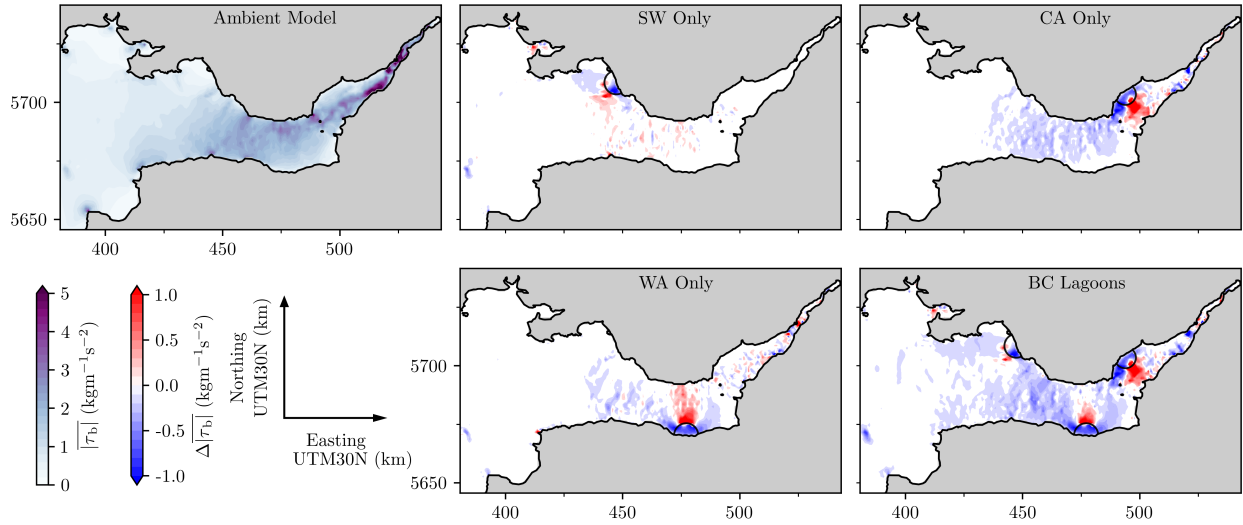 Ambient Model
SW Only
CA Only
5700
5650
400
450
500
WA Only
BC Lagoons
5
4
3
2
1
0
|τ̅b̅| (kgm⁻¹s⁻²)
1.0
0.5
0.0
-0.5
-1.0
Δ|τ̅b̅| (kgm⁻¹s⁻²)
Northing
UTM30N (km)
Easting
UTM30N (km)
5700
5650
400
450
500
400
450
500